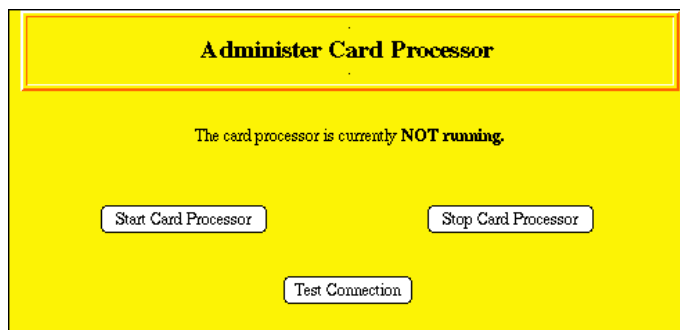 Administer Card Processor
The card processor is currently NOT running.
Start Card Processor
Stop Card Processor
Test Connection